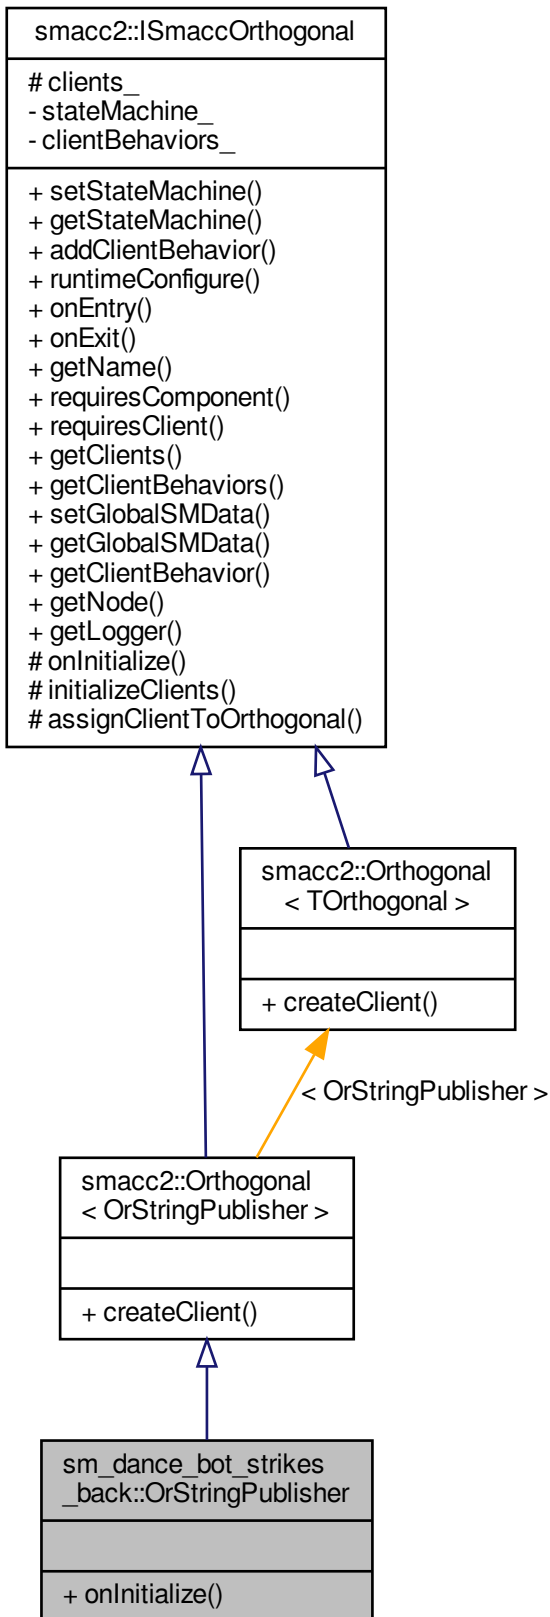 smacc2::ISmaccOrthogonal
# clients_
- stateMachine_
- clientBehaviors_
+ setStateMachine()
+ getStateMachine()
+ addClientBehavior()
+ runtimeConfigure()
+ onEntry()
+ onExit()
+ getName()
+ requiresComponent()
+ requiresClient()
+ getClients()
+ getClientBehaviors()
+ setGlobalSMData()
+ getGlobalSMData()
+ getClientBehavior()
+ getNode()
+ getLogger()
# onInitialize()
# initializeClients()
# assignClientToOrthogonal()
smacc2::Orthogonal
< TOrthogonal >
+ createClient()
< OrStringPublisher >
smacc2::Orthogonal
< OrStringPublisher >
+ createClient()
sm_dance_bot_strikes
_back::OrStringPublisher
+ onInitialize()